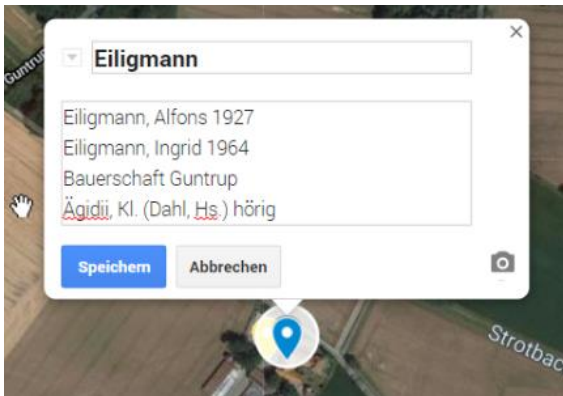 Eiligmann
Eiligmann, Alfons 1927
Eiligmann, Ingrid 1964
Bauerschaft Guntrup
Ägidii, Kl. (Dahl, Hs.) hörig
Speichern Abbrechen
Guntrup
Strotbac